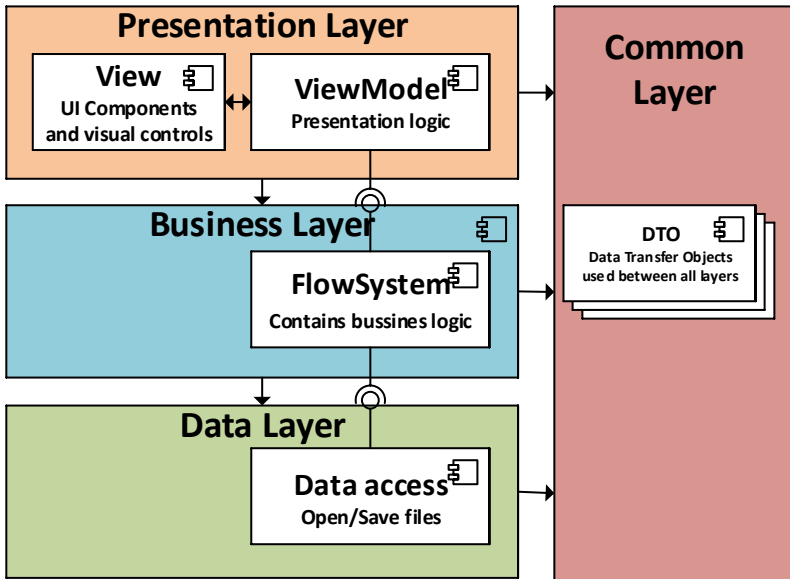 Presentation Layer
View
UI Components
and visual controls
ViewModel
Presentation logic
Common
Layer
Business Layer
FlowSystem
Contains bussines logic
DTO
Data Transfer Objects
used between all layers
Data Layer
Data access
Open/Save files